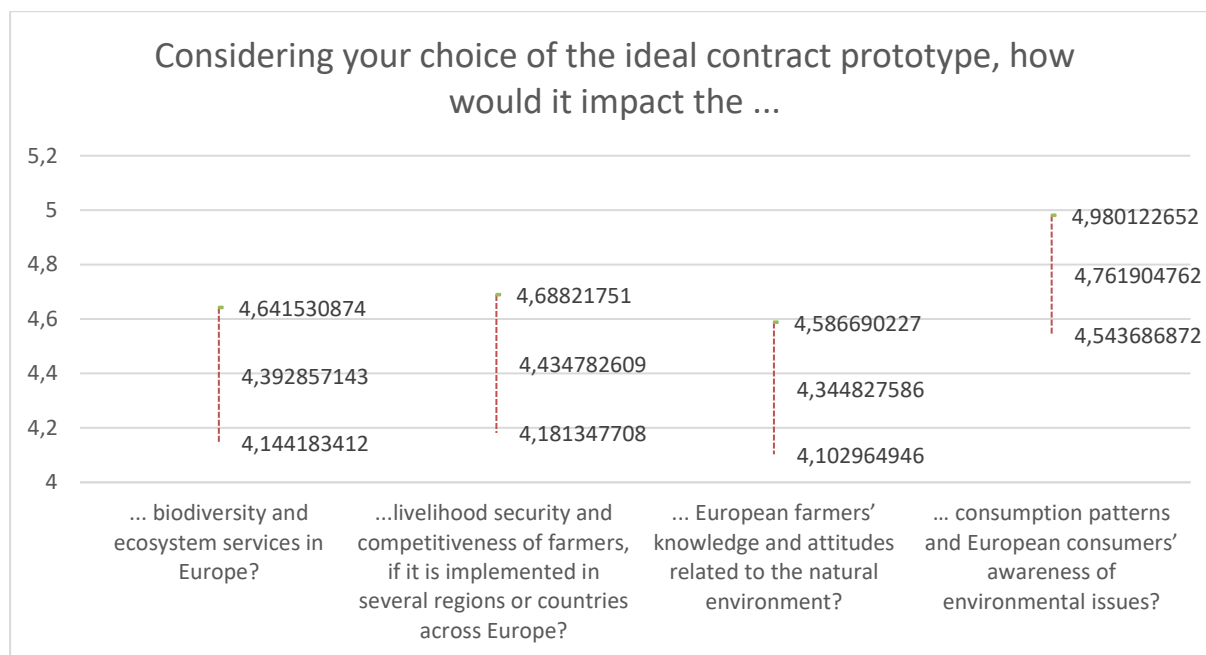 Considering your choice of the ideal contract prototype, how
would it impact the ...
5,2
5
4,8
4,6
4,4
4,2
4
4,641530874
4,392857143
4,144183412
4,68821751
4,434782609
4,181347708
4,586690227
4,344827586
4,102964946
4,980122652
4,761904762
4,543686872
... biodiversity and
ecosystem services in
Europe?
...livelihood security and
competitiveness of farmers,
if it is implemented in
several regions or countries
across Europe?
... European farmers’
knowledge and attitudes
related to the natural
environment?
… consumption patterns
and European consumers’
awareness of
environmental issues?